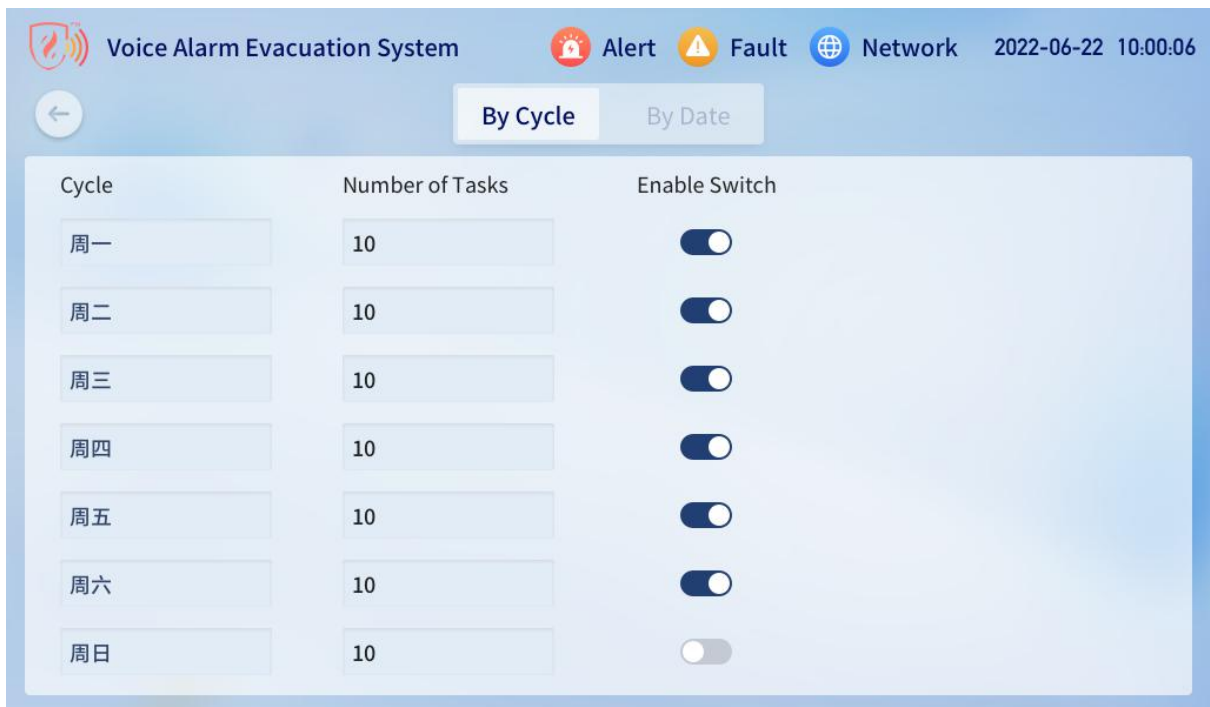 Voice Alarm Evacuation System Alert Fault Network 2022-06-22 10:00:06
By Cycle By Date
Cycle Number of Tasks Enable Switch
周一 10
周二 10
周三 10
周四 10
周五 10
周六 10
周日 10